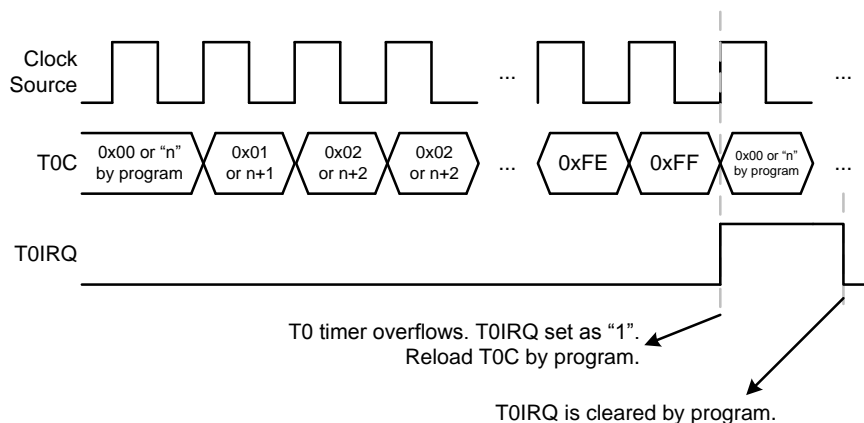 Clock
Source
...
...
T0C
0x00 or “n”
by program
0x01
or n+1
0x02
or n+2
0x02
or n+2
...
0xFE
0xFF
0x00 or “n”
by program
...
T0IRQ
T0 timer overflows. T0IRQ set as “1”.
Reload T0C by program.
T0IRQ is cleared by program.